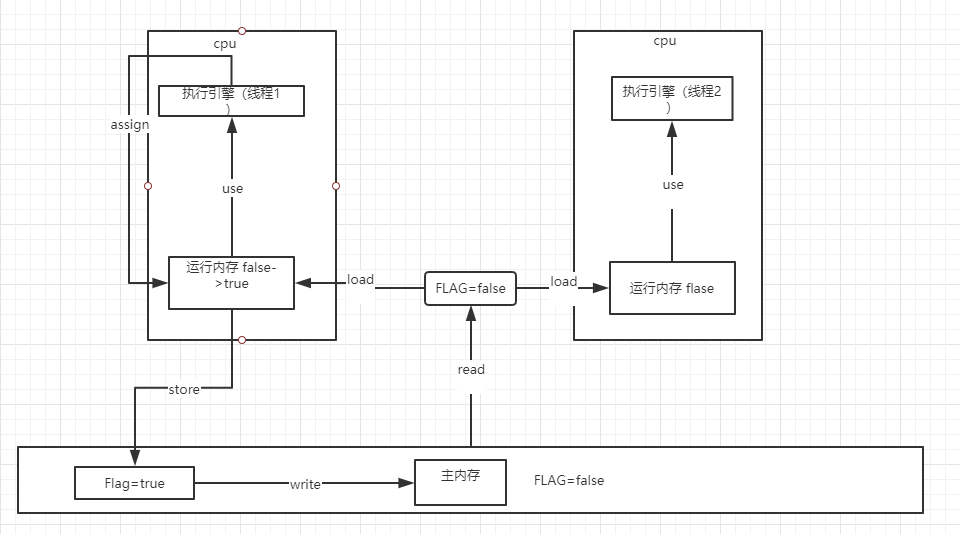 cpu
执行引擎（线程1
）
assign
use
运行内存 false-
>true
load
FLAG=false
load
cpu
执行引擎（线程2
）
use
运行内存 flase
read
store
Flag=true
write
主内存
FLAG=false